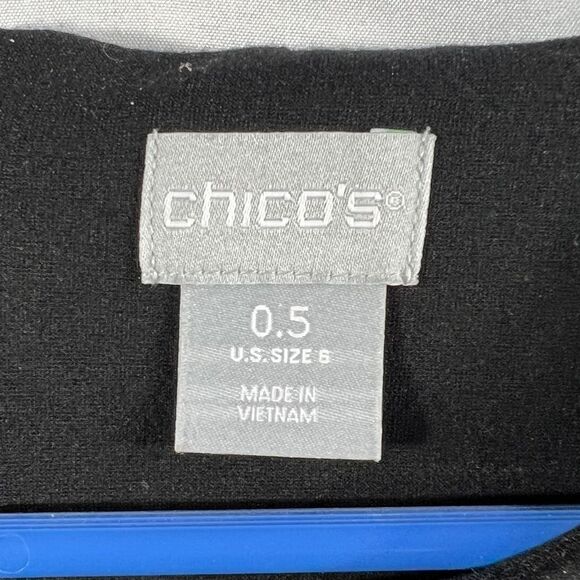 chico's®
0.5
U.S. SIZE 6
MADE IN
VIETNAM